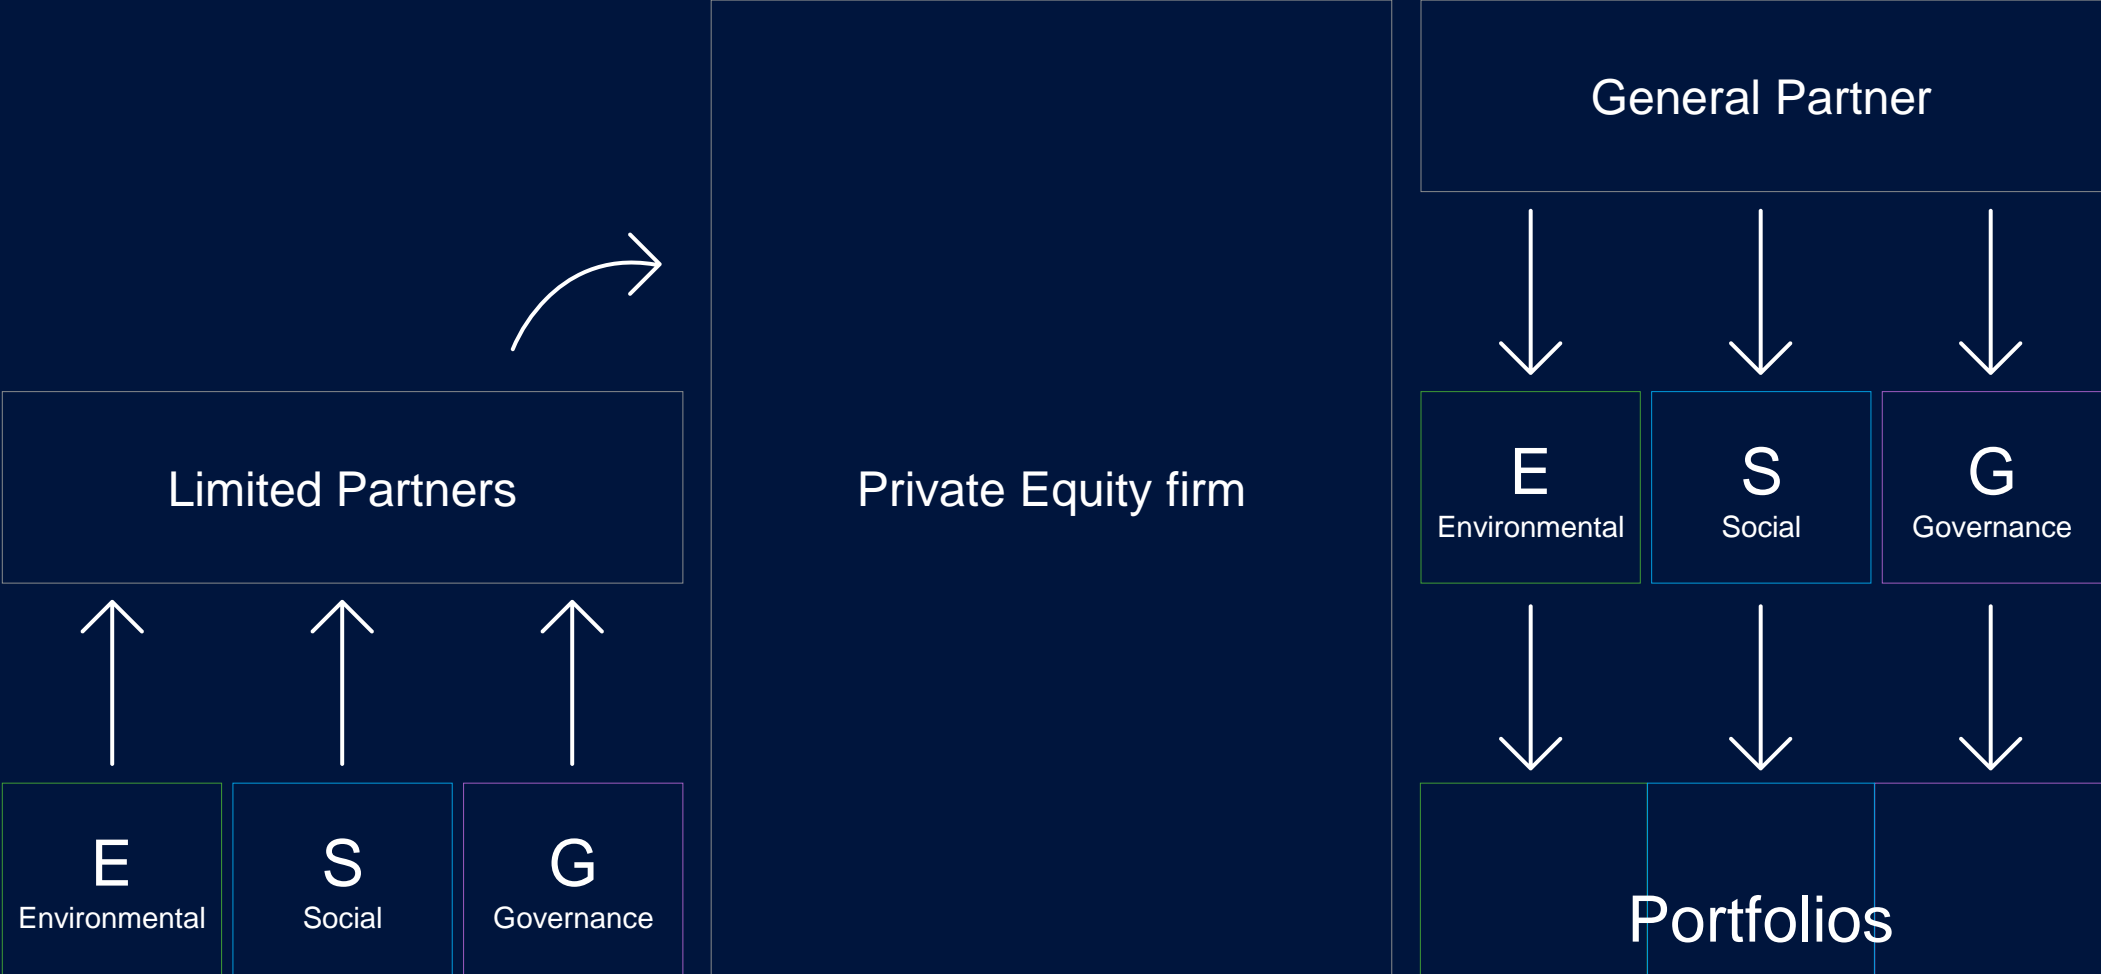 General Partner
Limited Partners
Private Equity firm
E
Environmental
S
Social
G
Governance
E
Environmental
S
Social
G
Governance
Portfolios